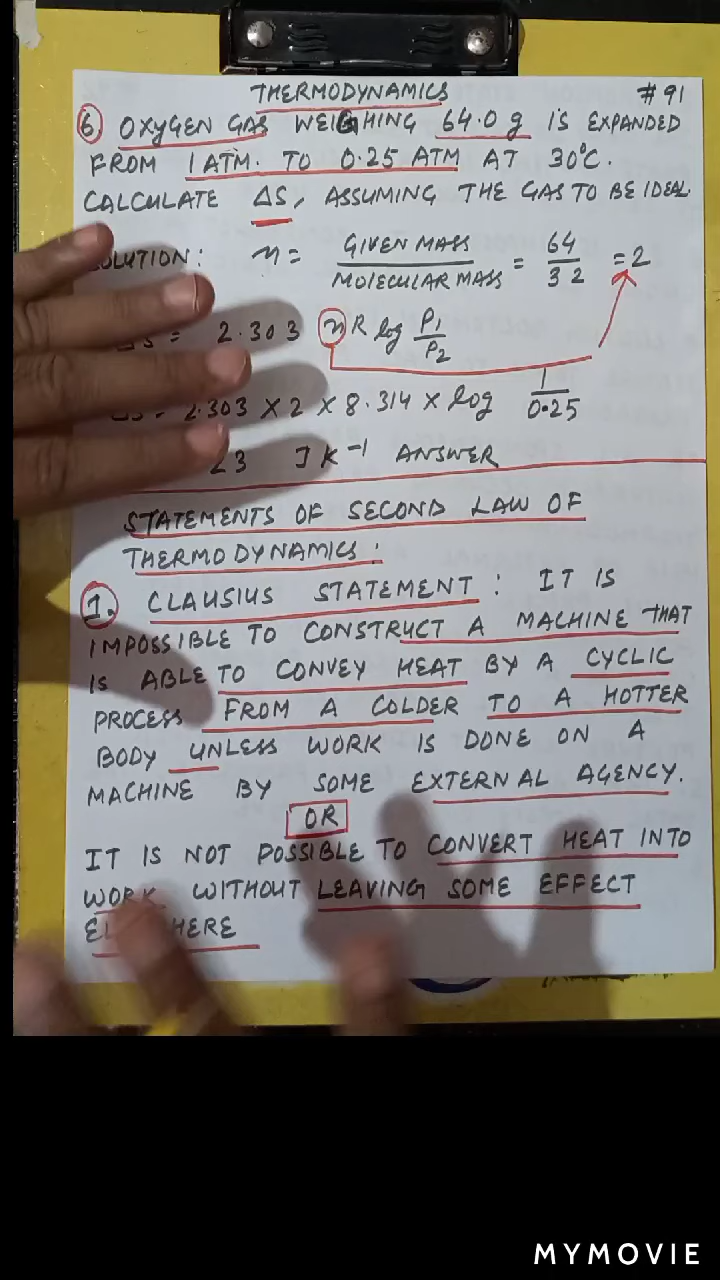 THERMODYNAMICS #91
6 OXYGEN GAS WEIGHING 64.0 g IS EXPANDED
FROM 1 ATM. TO 0.25 ATM AT 30°C.
CALCULATE ΔS, ASSUMING THE GAS TO BE IDEAL
OLUTION: n = GIVEN MASS / MOLECULAR MASS = 64 / 32 = 2
ΔS = 2.303 n R log P1 / P2
ΔS = 2.303 × 2 × 8.314 × log 1 / 0.25
23 J K⁻¹ ANSWER
STATEMENTS OF SECOND LAW OF
THERMODYNAMICS:
1. CLAUSIUS STATEMENT: IT IS
IMPOSSIBLE TO CONSTRUCT A MACHINE THAT
IS ABLE TO CONVEY HEAT BY A CYCLIC
PROCESS FROM A COLDER TO A HOTTER
BODY UNLESS WORK IS DONE ON A
MACHINE BY SOME EXTERNAL AGENCY.
OR
IT IS NOT POSSIBLE TO CONVERT HEAT INTO
WORK WITHOUT LEAVING SOME EFFECT
MYMOVIE